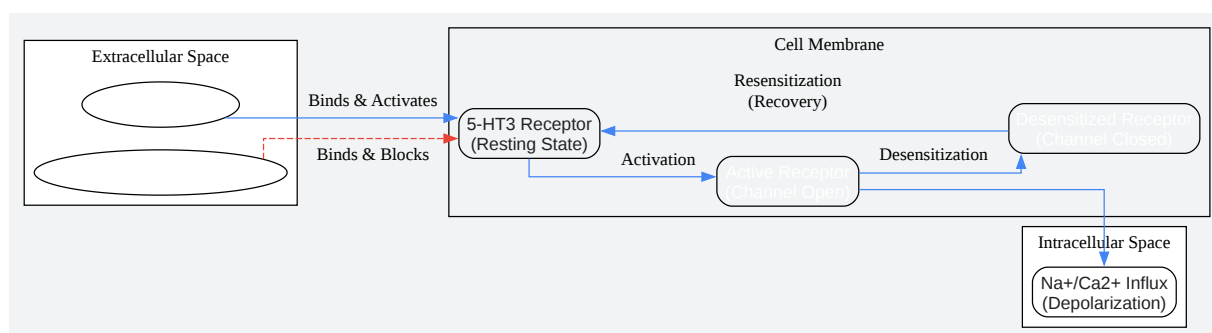 Extracellular Space
Cell Membrane
Binds & Activates
Binds & Blocks
5-HT3 Receptor
(Resting State)
Resensitization
(Recovery)
Activation
Active Receptor
(Channel Open)
Desensitization
Desensitized Receptor
(Channel Closed)
Intracellular Space
Na+/Ca2+ Influx
(Depolarization)